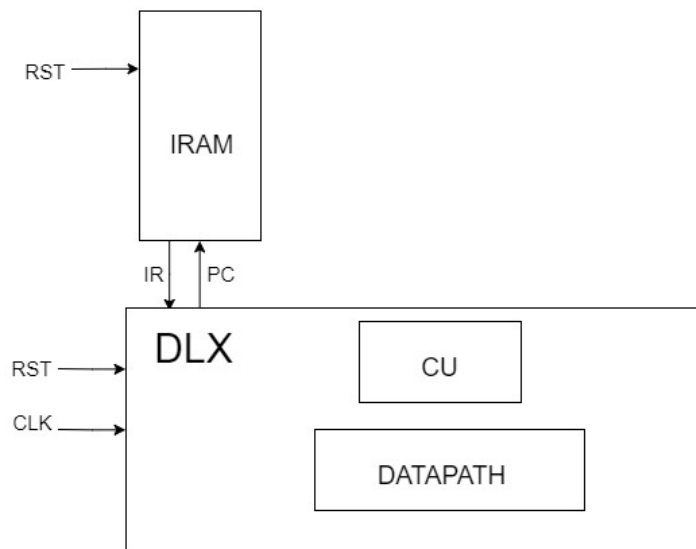 RST
IRAM
IR
PC
DLX
CU
RST
CLK
DATAPATH